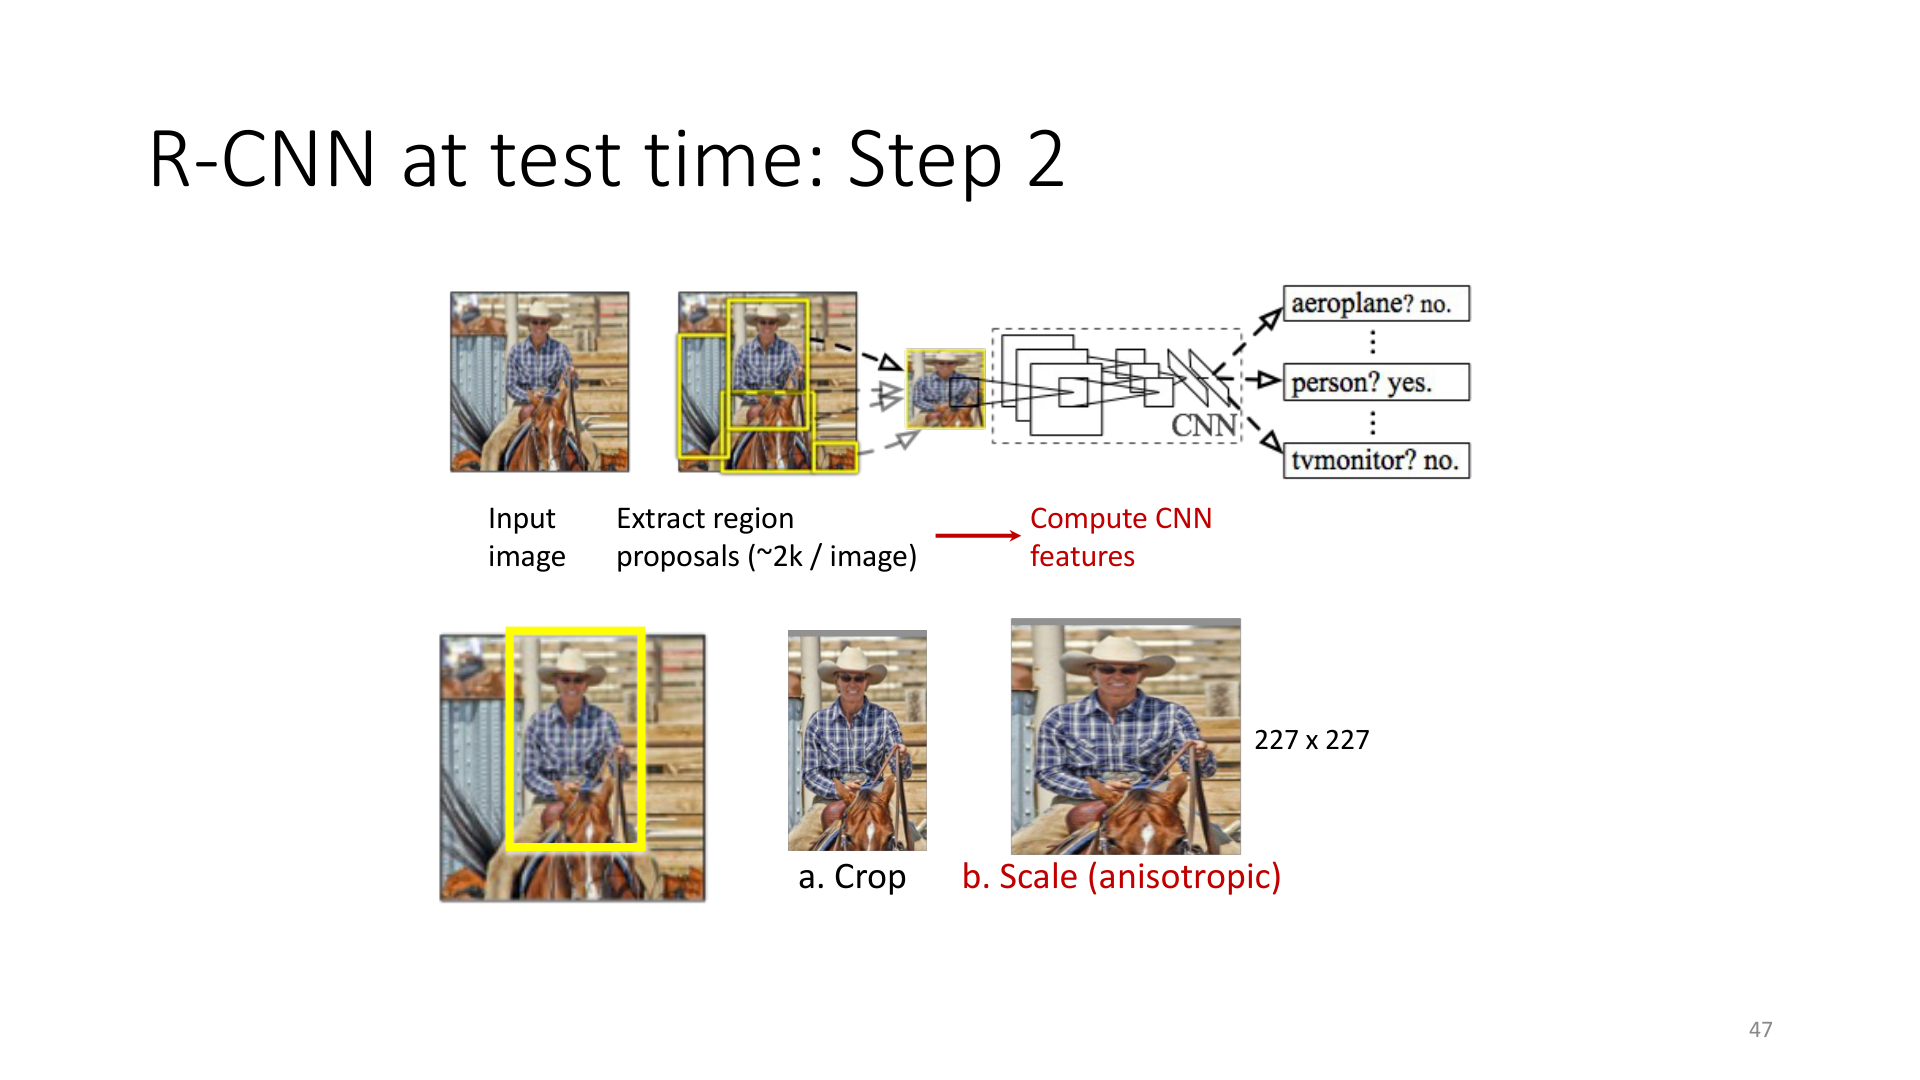 R-CNN at test time: Step 2
aeroplane? no.
person? yes.
CNN
tvmonitor? no.
Input
image
Extract region
proposals (~2k / image)
Compute CNN
features
227 x 227
a. Crop
b. Scale (anisotropic)
47